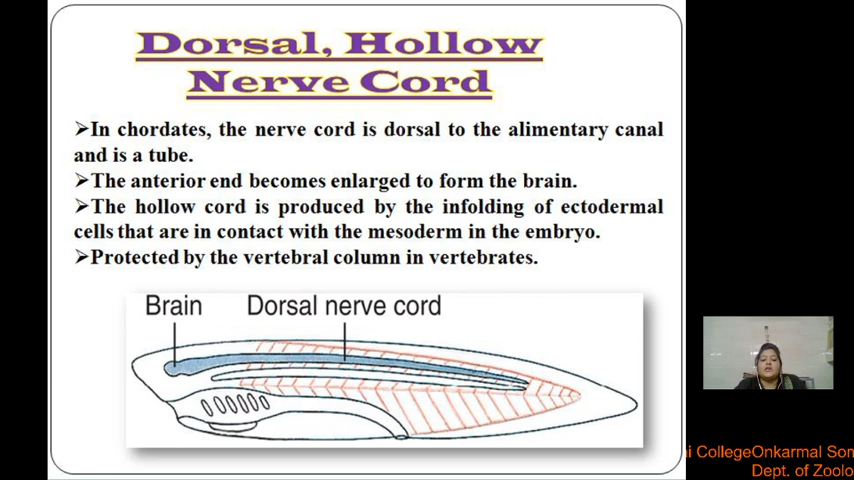 Dorsal, Hollow
Nerve Cord
➢In chordates, the nerve cord is dorsal to the alimentary canal
and is a tube.
➢The anterior end becomes enlarged to form the brain.
➢The hollow cord is produced by the infolding of ectodermal
cells that are in contact with the mesoderm in the embryo.
➢Protected by the vertebral column in vertebrates.
Brain Dorsal nerve cord
i CollegeOnkarmal Som
Dept. of Zoolo